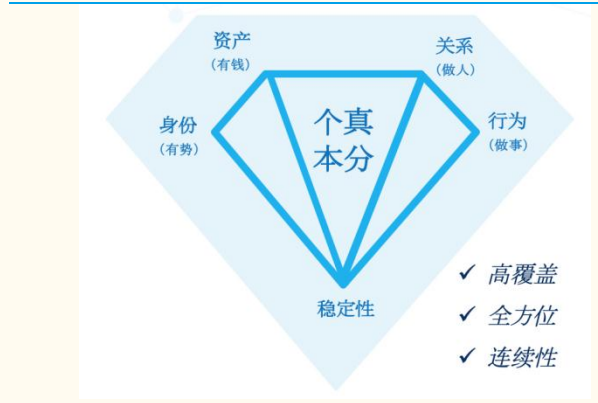 资产
(有钱)
关系
(做人)
身份
(有势)
个真
本分
行为
(做事)
稳定性
✓ 高覆盖
✓ 全方位
✓ 连续性